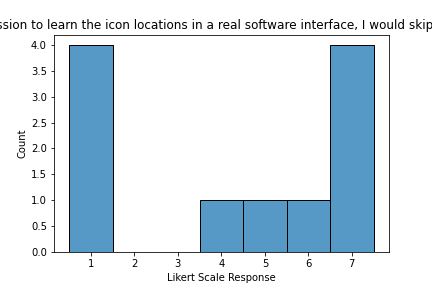 ssion to learn the icon locations in a real software interface, I would skip
4.0
3.5
3.0
2.5
2.0
1.5
1.0
0.5
0.0
Count
1 2 3 4 5 6 7
Likert Scale Response